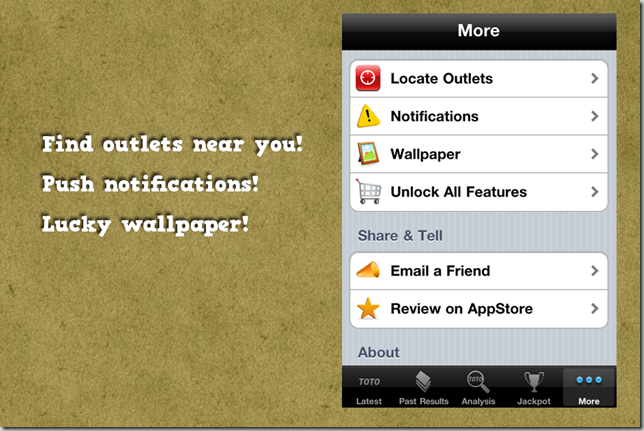 Find outlets near you!
Push notifications!
Lucky wallpaper!
More
Locate Outlets
Notifications
Wallpaper
Unlock All Features
Share & Tell
Email a Friend
Review on AppStore
About
TOTO
TOTO
Latest
Past Results
Analysis
Jackpot
More